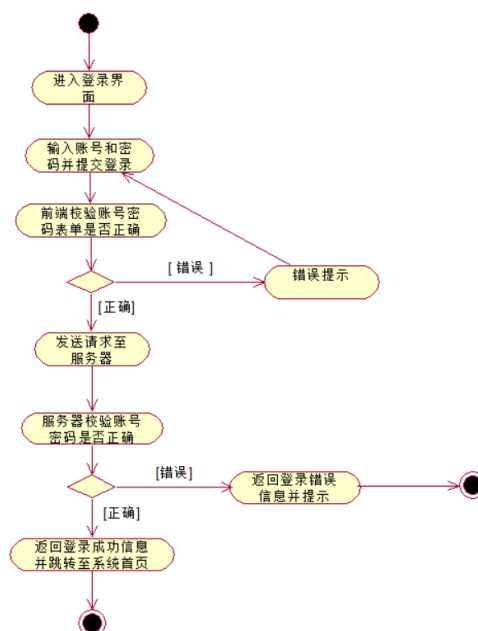 进入登录界
面
输入账号和密
码并提交登录
前端校验账号密
码表单是否正确
[ 错误 ]
错误提示
[正确]
发送请求至
服务器
服务器校验账号
密码是否正确
[错误]
返回登录错误
信息并提示
[正确]
返回登录成功信息
并跳转至系统首页